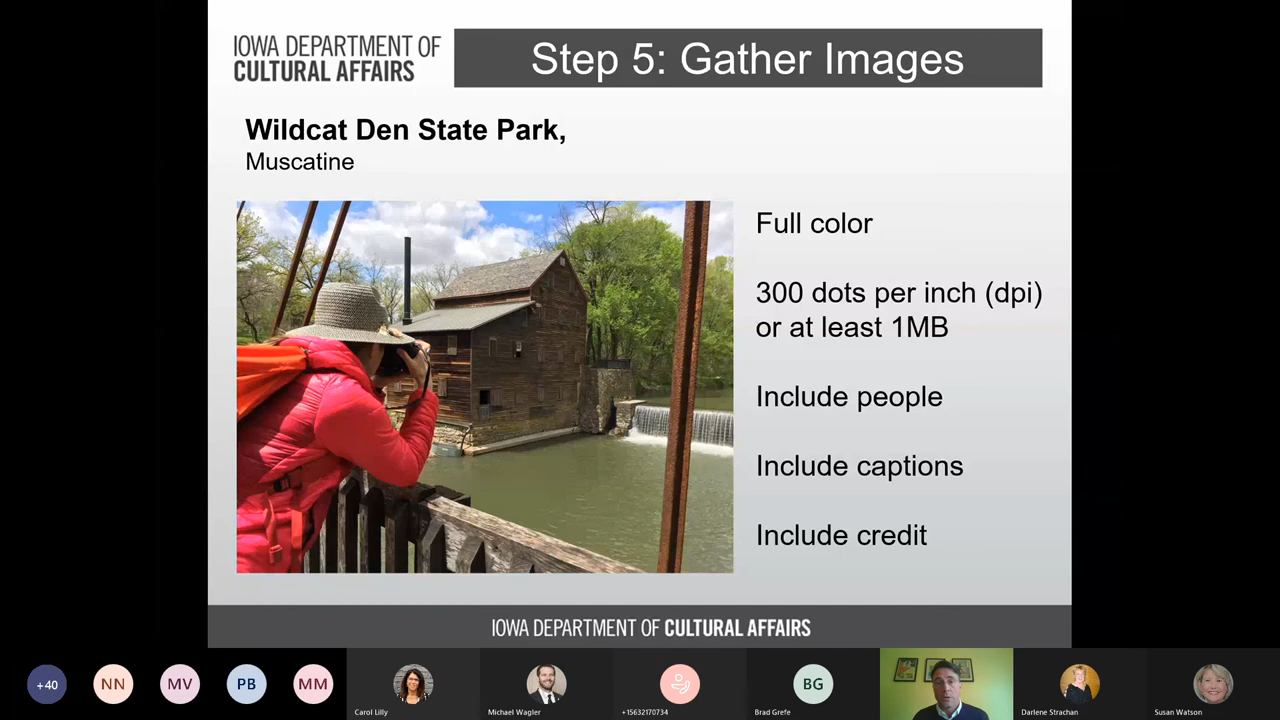 IOWA DEPARTMENT OF
CULTURAL AFFAIRS
Step 5: Gather Images
Wildcat Den State Park,
Muscatine
Full color
300 dots per inch (dpi)
or at least 1MB
Include people
Include captions
Include credit
IOWA DEPARTMENT OF CULTURAL AFFAIRS
+40
NN
MV
PB
MM
BG
Carol Lilly
Michael Wagler
+15632170734
Brad Grefe
Darlene Strachan
Susan Watson